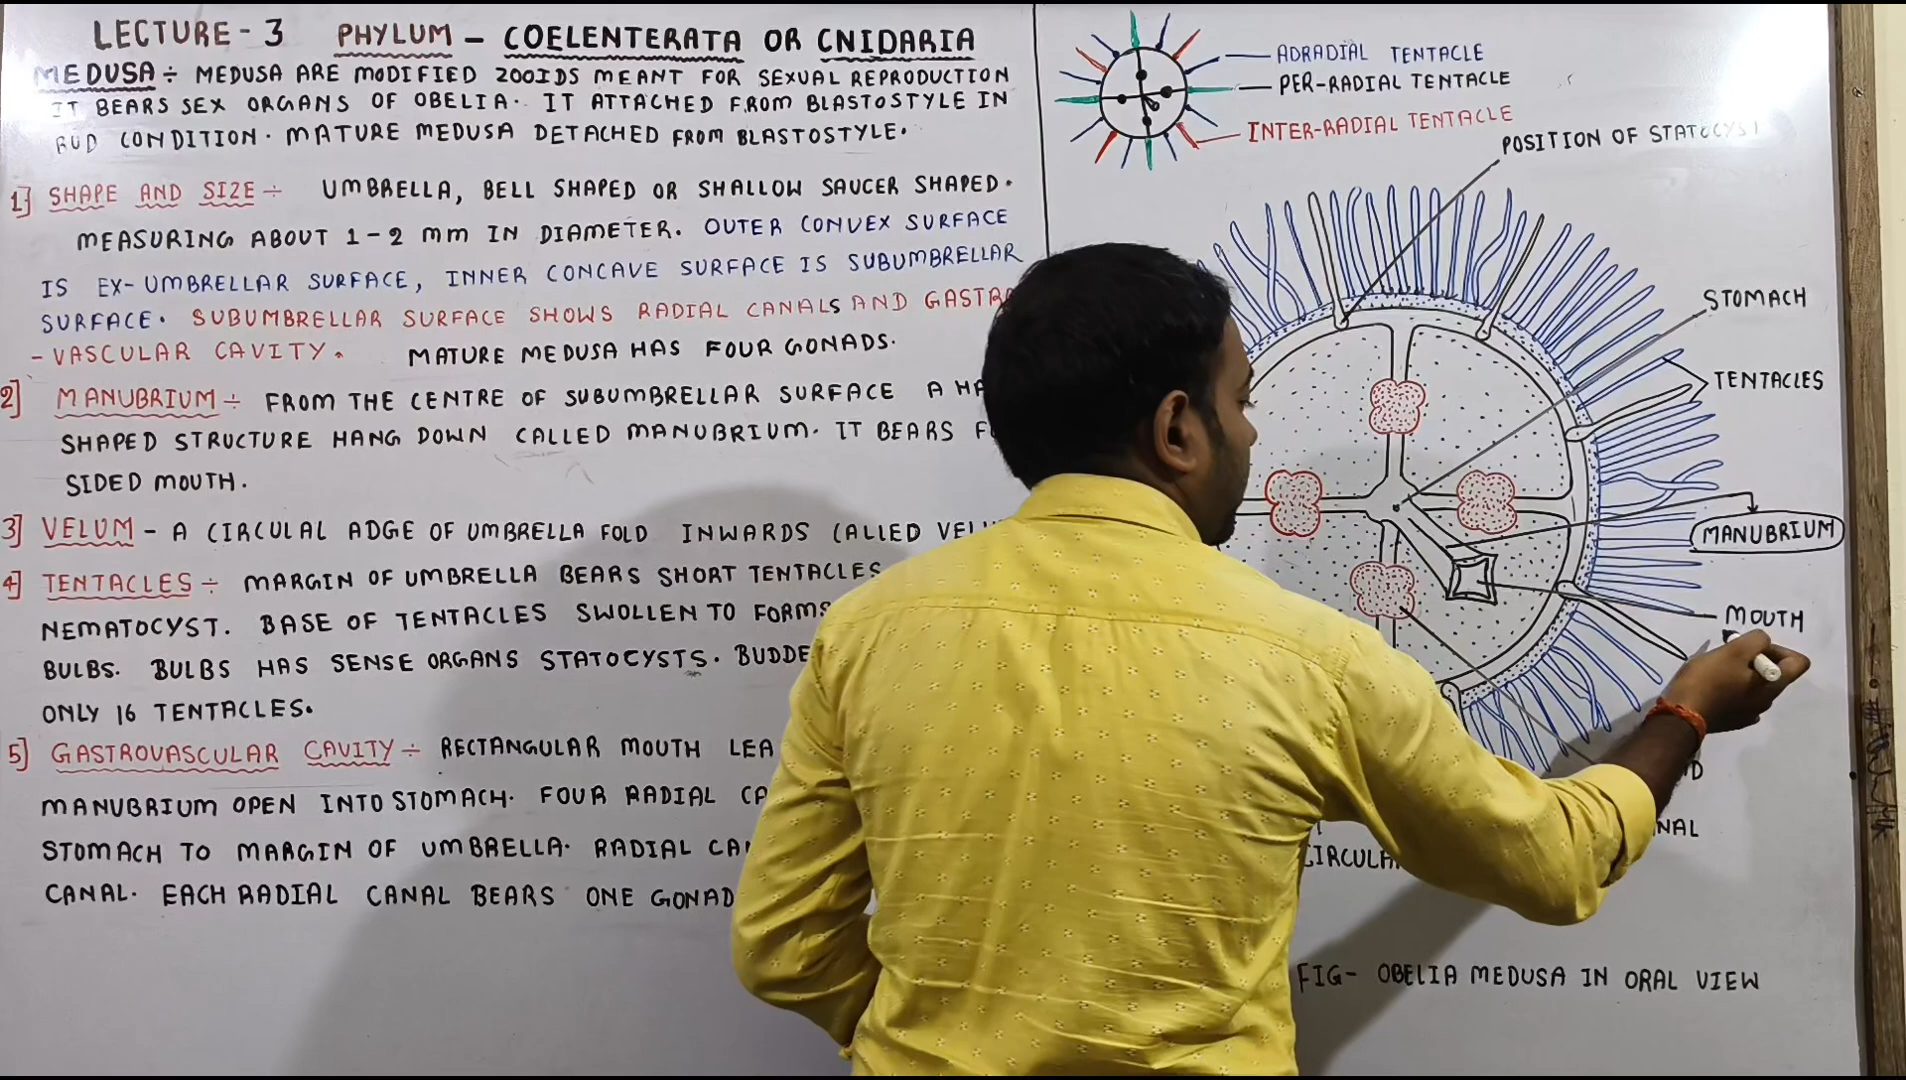 LECTURE - 3 PHYLUM - COELENTERATA OR CNIDARIA
MEDUSA ÷ MEDUSA ARE MODIFIED ZOOIDS MEANT FOR SEXUAL REPRODUCTION
IT BEARS SEX ORGANS OF OBELIA. IT ATTACHED FROM BLASTOSTYLE IN
BUD CONDITION. MATURE MEDUSA DETACHED FROM BLASTOSTYLE.
1] SHAPE AND SIZE ÷ UMBRELLA, BELL SHAPED OR SHALLOW SAUCER SHAPED.
MEASURING ABOUT 1-2 mm IN DIAMETER. OUTER CONVEX SURFACE
IS EX-UMBRELLAR SURFACE, INNER CONCAVE SURFACE IS SUBUMBRELLAR
SURFACE. SUBUMBRELLAR SURFACE SHOWS RADIAL CANALS AND GASTRO
- VASCULAR CAVITY. MATURE MEDUSA HAS FOUR GONADS.
2] MANUBRIUM ÷ FROM THE CENTRE OF SUBUMBRELLAR SURFACE A
SHAPED STRUCTURE HANG DOWN CALLED MANUBRIUM. IT BEARS
SIDED MOUTH.
3] VELUM - A CIRCULAR ADGE OF UMBRELLA FOLD INWARDS CALLED
4] TENTACLES ÷ MARGIN OF UMBRELLA BEARS SHORT TENTACLES
NEMATOCYST. BASE OF TENTACLES SWOLLEN TO FORMS
BULBS. BULBS HAS SENSE ORGANS STATOCYSTS.
ONLY 16 TENTACLES.
5] GASTROVASCULAR CAVITY ÷ RECTANGULAR MOUTH
MANUBRIUM OPEN INTO STOMACH. FOUR RADIAL
STOMACH TO MARGIN OF UMBRELLA. RADIAL
CANAL. EACH RADIAL CANAL BEARS ONE GONAD
ADRADIAL TENTACLE
PER-RADIAL TENTACLE
INTER-RADIAL TENTACLE
POSITION OF STATOCYST
STOMACH
TENTACLES
MANUBRIUM
MOUTH
FIG- OBELIA MEDUSA IN ORAL VIEW